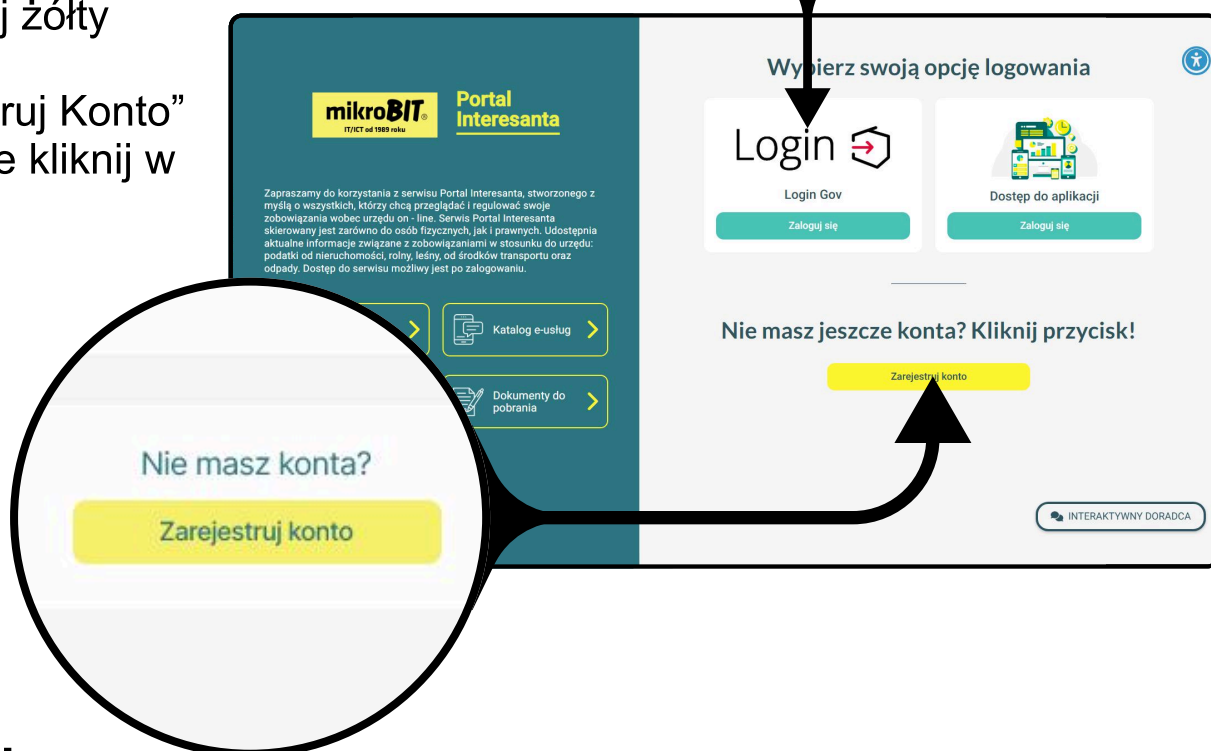 j żółty
ruj Konto”
e kliknij w
mikroBIT®
IT/ICT od 1989 roku
Portal
Interesanta
Zapraszamy do korzystania z serwisu Portal Interesanta, stworzonego z
myślą o wszystkich, którzy chcą przeglądać i regulować swoje
zobowiązania wobec urzędu on - line. Serwis Portal Interesanta
skierowany jest zarówno do osób fizycznych, jak i prawnych. Udostępnia
aktualne informacje związane z zobowiązaniami w stosunku do urzędu:
podatki od nieruchomości, rolny, leśny, od środków transportu oraz
odpady. Dostęp do serwisu możliwy jest po zalogowaniu.
Katalog e-usług
Dokumenty do
pobrania
Nie masz konta?
Zarejestruj konto
Wybierz swoją opcję logowania
Login
Login Gov
Zaloguj się
Dostęp do aplikacji
Zaloguj się
Nie masz jeszcze konta? Kliknij przycisk!
Zarejestruj konto
INTERAKTYWNY DORADCA